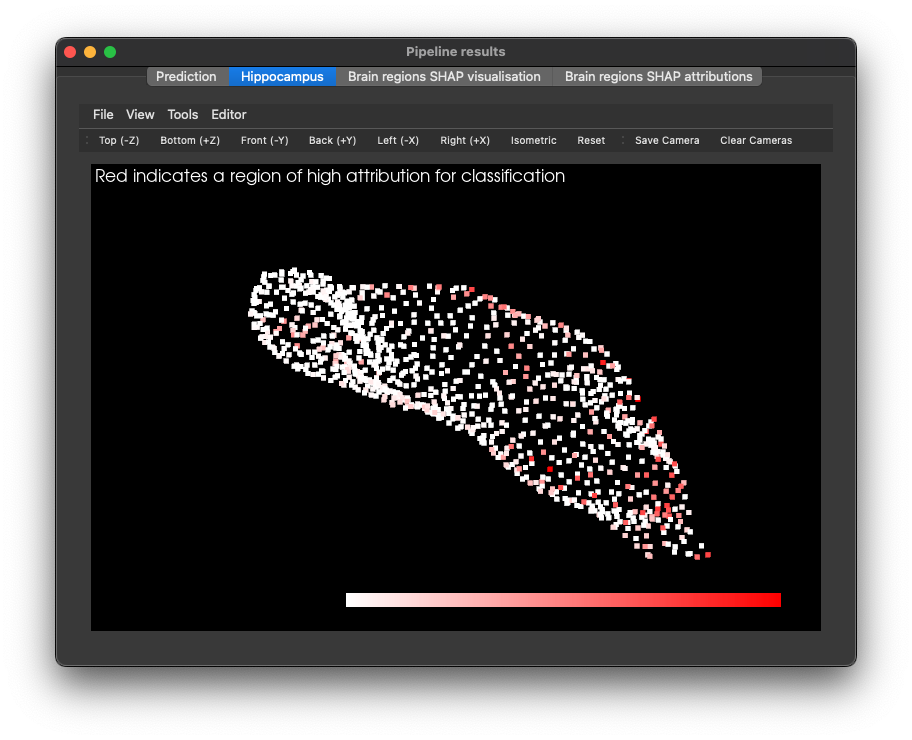 Pipeline results
Prediction Hippocampus Brain regions SHAP visualisation Brain regions SHAP attributions
File View Tools Editor
Top (-Z) Bottom (+Z) Front (-Y) Back (+Y) Left (-X) Right (+X) Isometric Reset Save Camera Clear Cameras
Red indicates a region of high attribution for classification